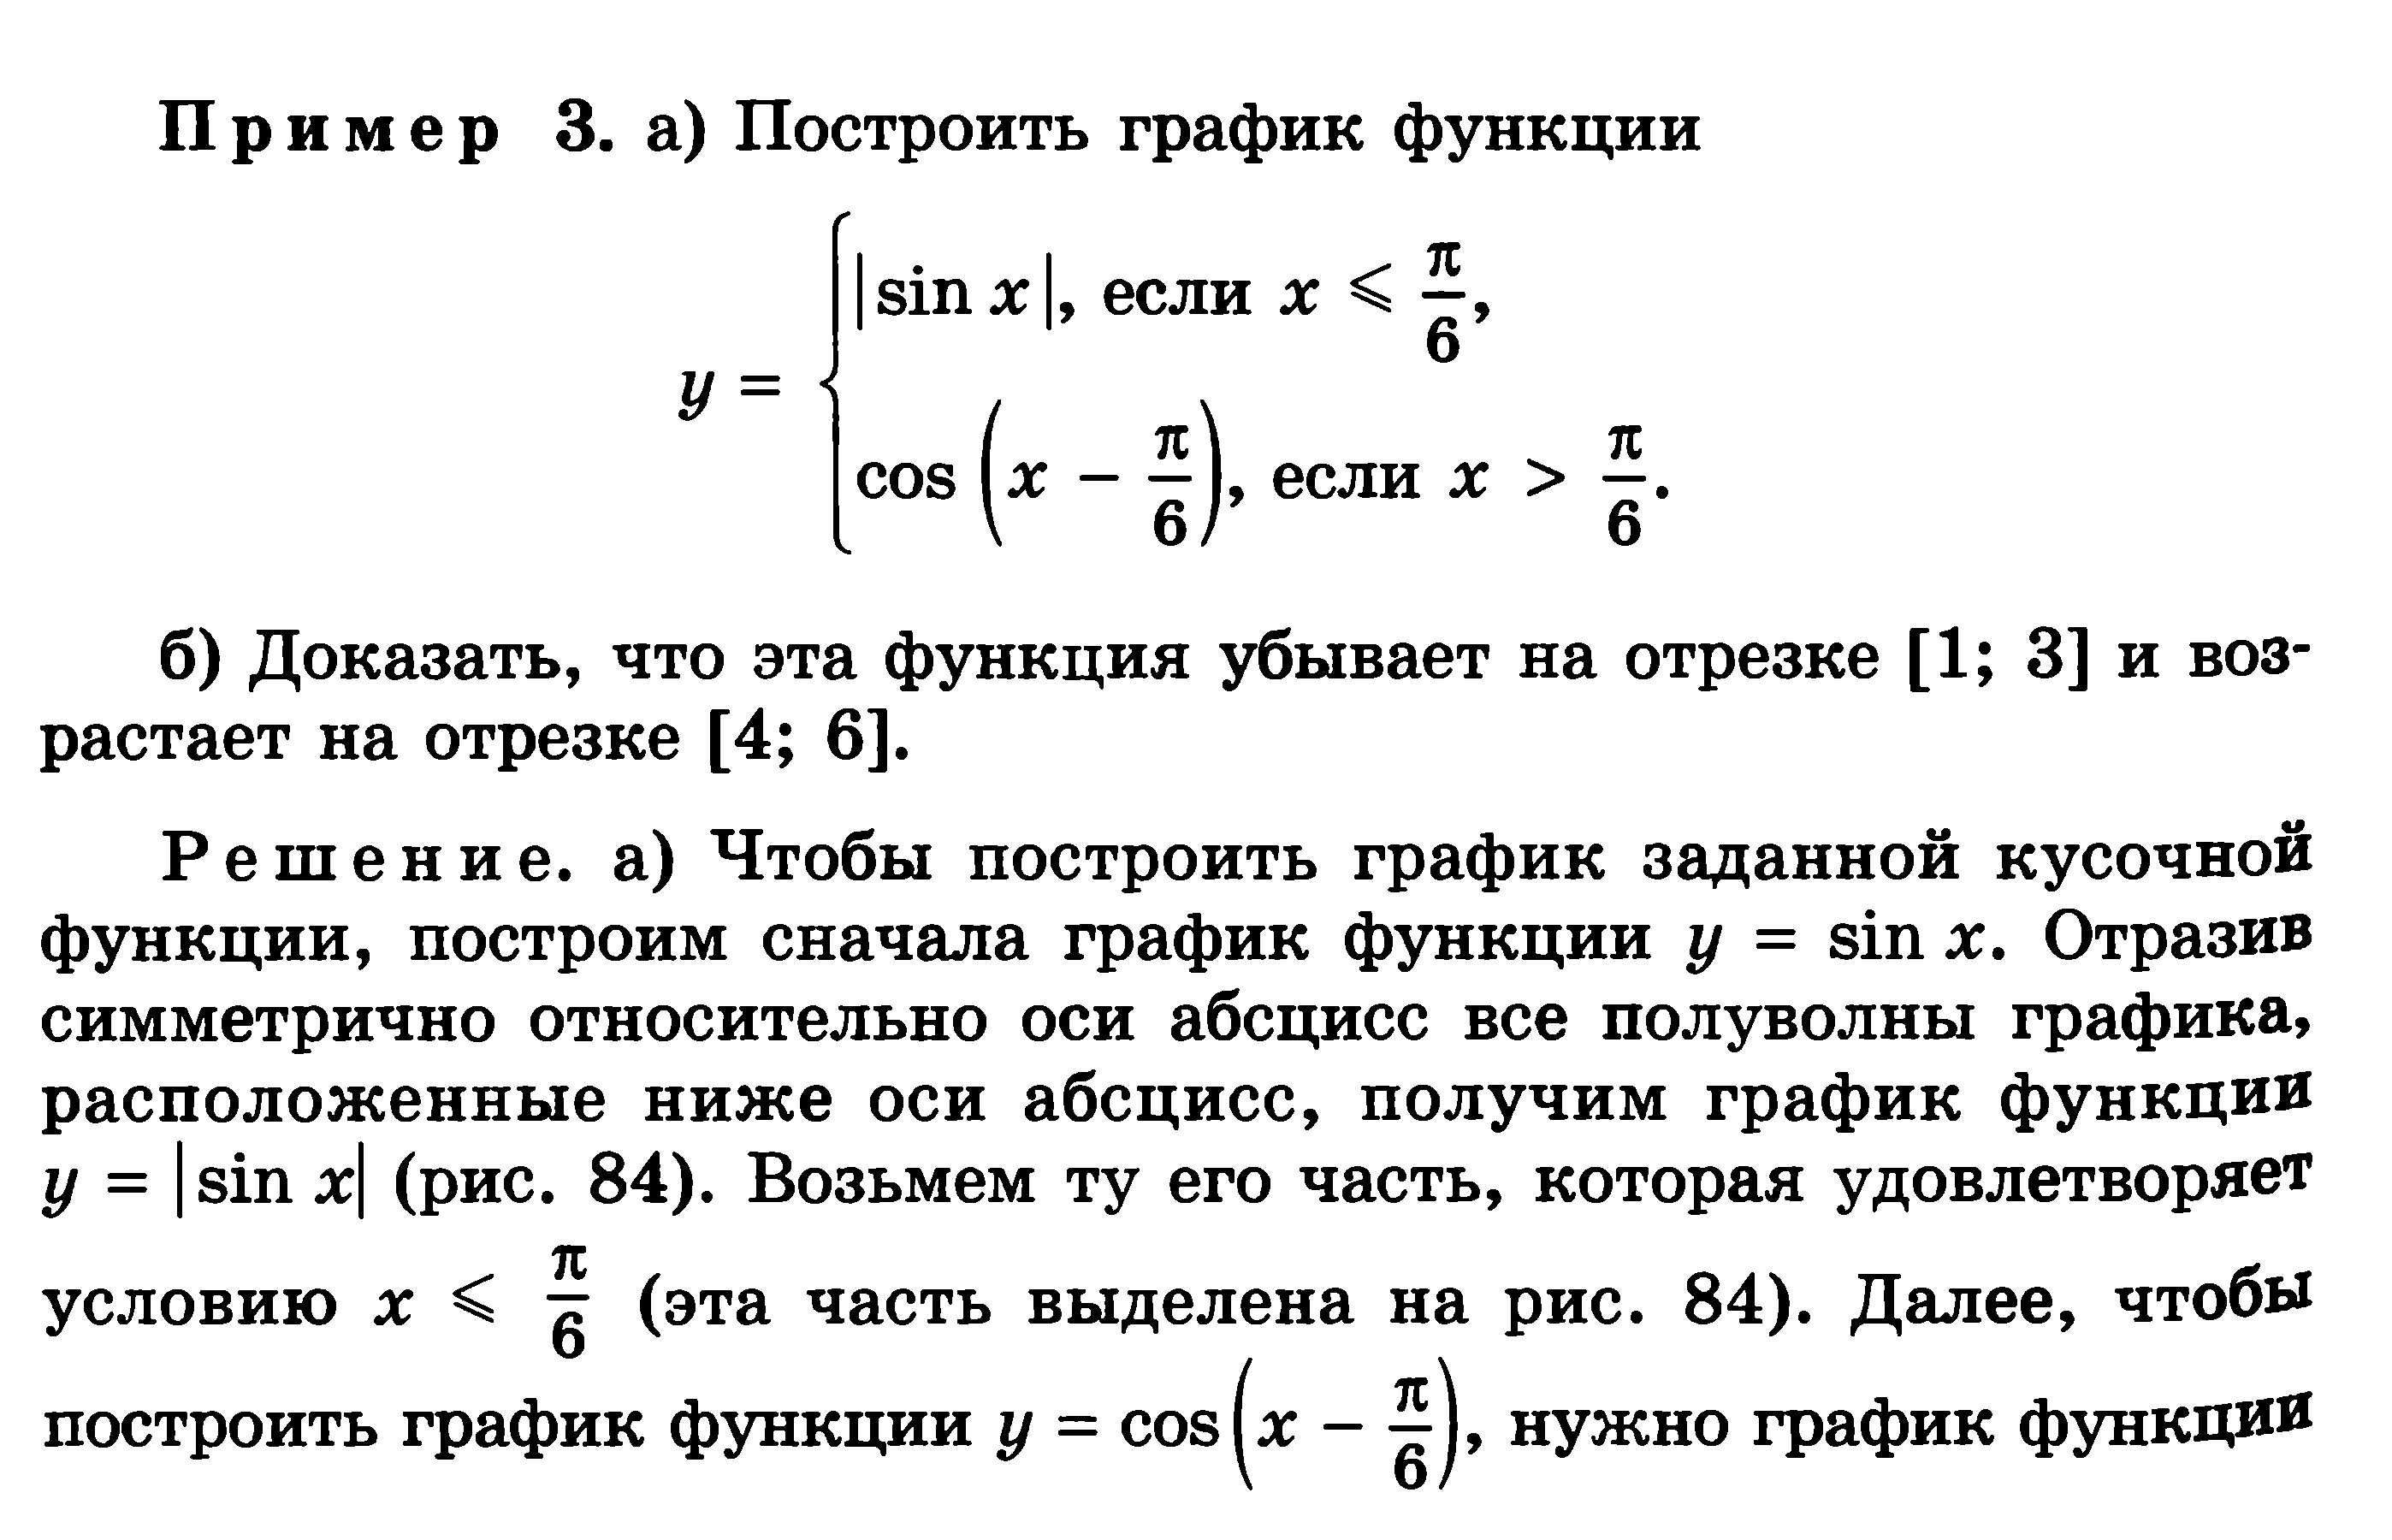 Пример 3. а) Построить график функции
y = { |sin x|, если x ⩽ π/6,
cos (x − π/6), если x > π/6.
б) Доказать, что эта функция убывает на отрезке [1; 3] и воз-
растает на отрезке [4; 6].
Решение. а) Чтобы построить график заданной кусочной
функции, построим сначала график функции y = sin x. Отразив
симметрично относительно оси абсцисс все полуволны графика,
расположенные ниже оси абсцисс, получим график функции
y = |sin x| (рис. 84). Возьмем ту его часть, которая удовлетворяет
условию x ⩽ π/6 (эта часть выделена на рис. 84). Далее, чтобы
построить график функции y = cos(x − π/6), нужно график функции